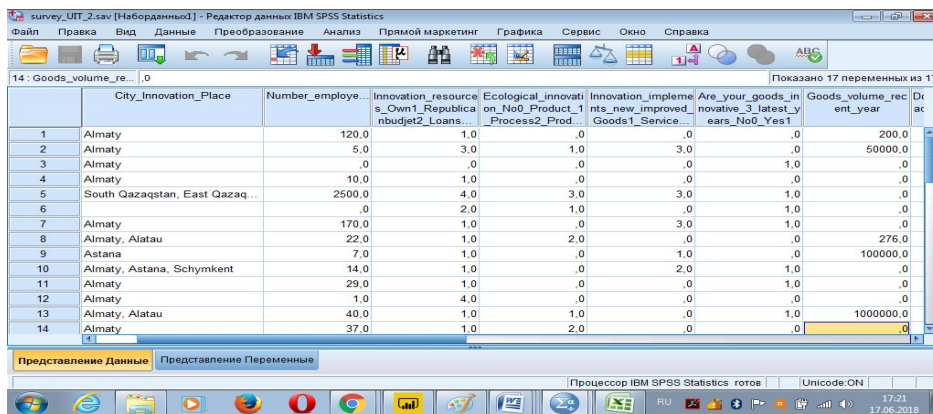 survey_UIT_2.sav [Наборданных1] - Редактор данных IBM SPSS Statistics
Файл Правка Вид Данные Преобразование Анализ Прямой маркетинг Графика Сервис Окно Справка
14 : Goods_volume_re... ,0
Показано 17 переменных из 17
City_Innovation_Place Number_employe... Innovation_resources_Own1_Republicanbudjet2_Loans... Ecological_innovation_No0_Product_1_Process2_Prod... Innovation_implements_new_improved_Goods1_Service... Are_your_goods_innovative_3_latest_years_No0_Yes1 Goods_volume_recent_year
1 Almaty 120,0 1,0 ,0 ,0 ,0 200,0
2 Almaty 5,0 3,0 1,0 3,0 ,0 50000,0
3 Almaty ,0 ,0 ,0 ,0 1,0 ,0
4 Almaty 10,0 1,0 ,0 ,0 ,0 ,0
5 South Qazaqstan, East Qazaq... 2500,0 4,0 3,0 3,0 1,0 ,0
6 ,0 2,0 1,0 ,0 1,0 ,0
7 Almaty 170,0 1,0 ,0 3,0 1,0 ,0
8 Almaty, Alatau 22,0 1,0 2,0 ,0 ,0 276,0
9 Astana 7,0 1,0 ,0 1,0 ,0 100000,0
10 Almaty, Astana, Schymkent 14,0 1,0 ,0 2,0 1,0 ,0
11 Almaty 29,0 1,0 ,0 ,0 1,0 ,0
12 Almaty 1,0 4,0 ,0 ,0 ,0 ,0
13 Almaty, Alatau 40,0 1,0 1,0 ,0 1,0 1000000,0
14 Almaty 37,0 1,0 2,0 ,0 ,0 ,0
Представление Данные Представление Переменные
Процессор IBM SPSS Statistics готов Unicode:ON
RU 17:21
17.06.2018